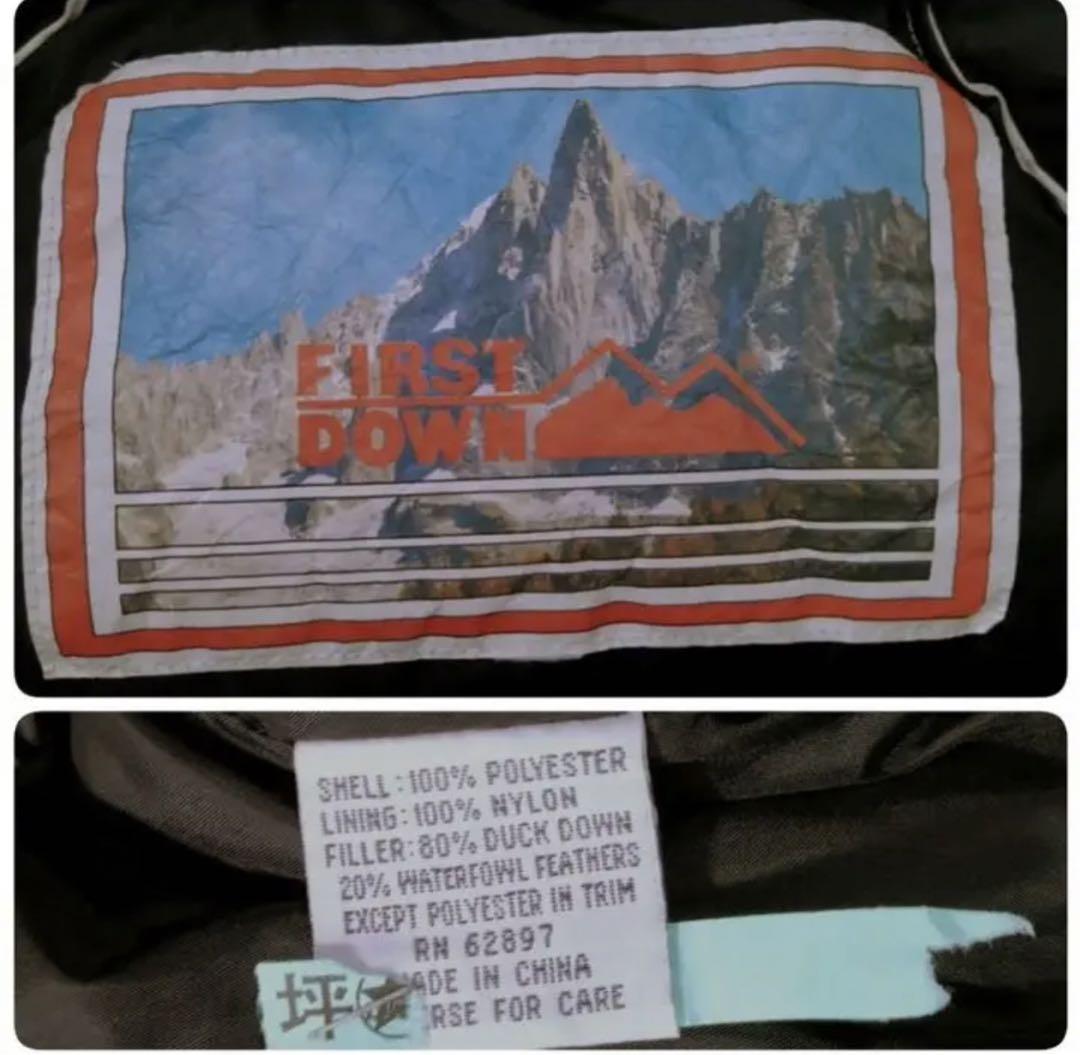 FIRST
DOWN
SHELL:100% POLYESTER
LINING:100% NYLON
FILLER:80% DUCK DOWN
20% WATERFOWL FEATHERS
EXCEPT POLYESTER IN TRIM
RN 62897
ADE IN CHINA
RSE FOR CARE
坪